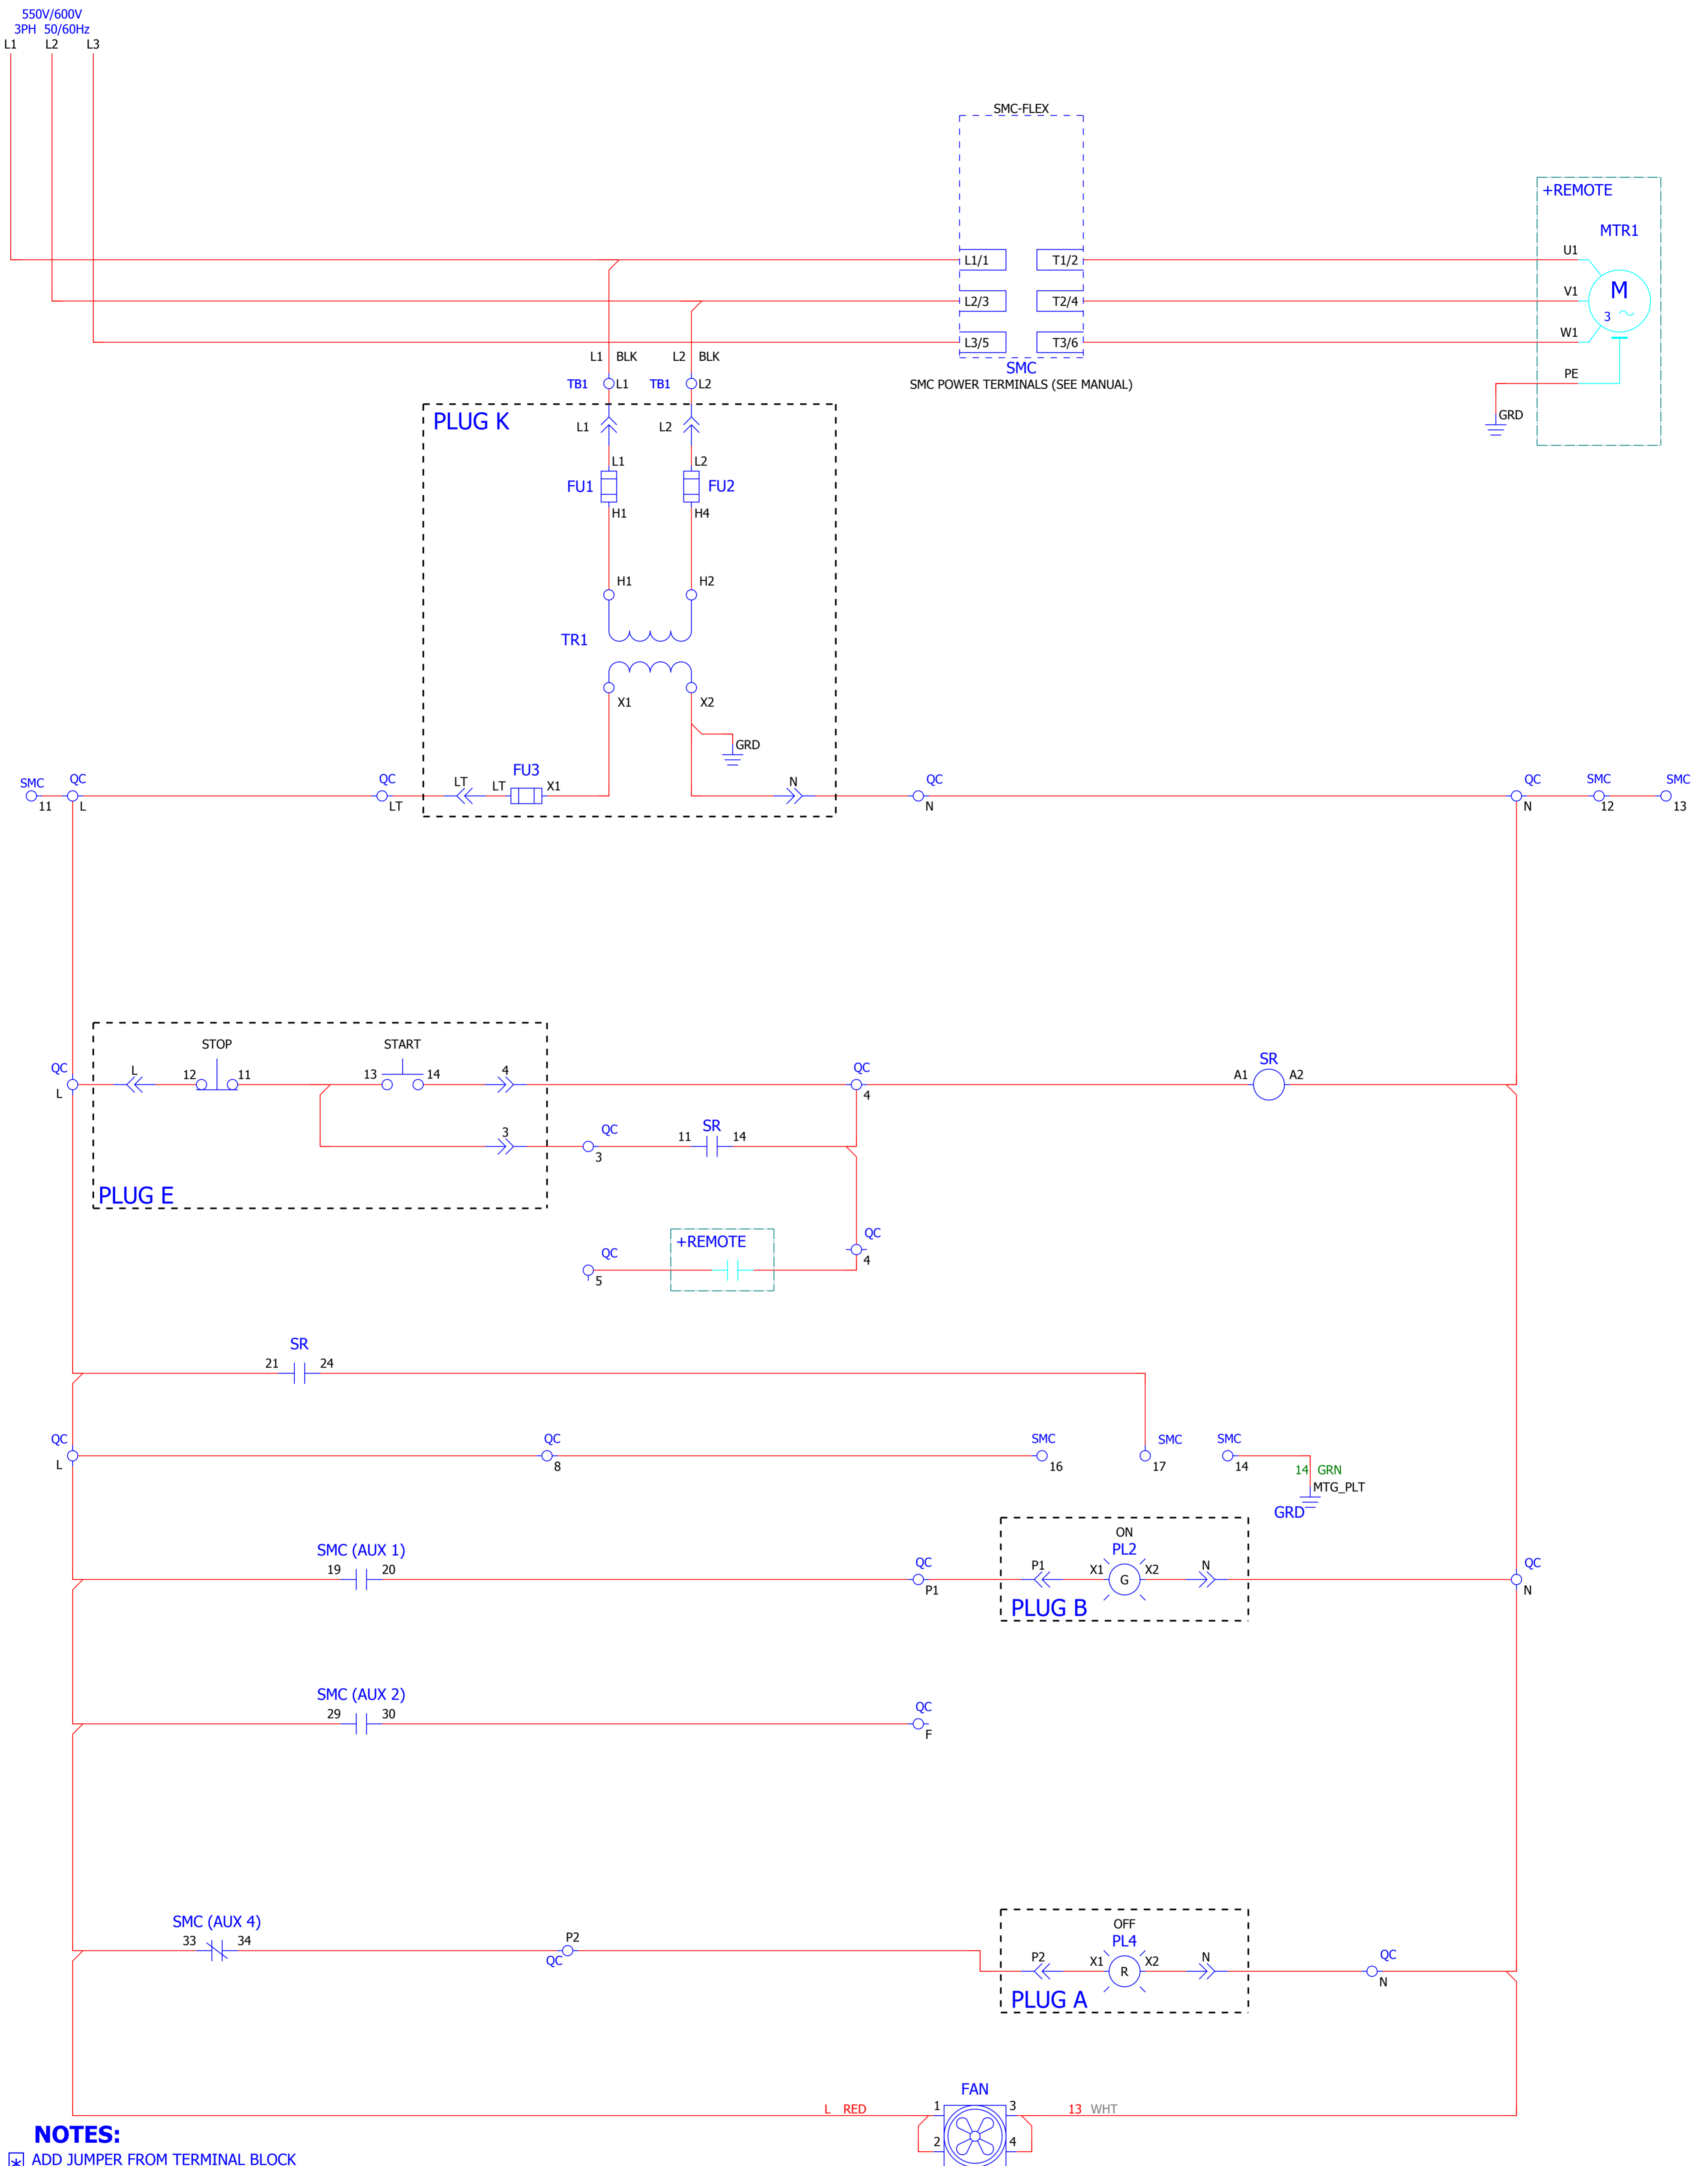 550V/600V
3PH 50/60Hz
L1 L2 L3
SMC-FLEX
+REMOTE
MTR1
L1/1 T1/2 U1
L2/3 T2/4 V1 M
3
L3/5 T3/6 W1
L1 BLK L2 BLK
SMC
TB1 L1 TB1 L2
SMC POWER TERMINALS (SEE MANUAL)
PE
GRD
PLUG K
L1 L2
L1 L2
FU1 FU2
H1 H4
H1 H2
TR1
X1 X2
GRD
FU3
SMC QC QC LT LT X1 N QC QC SMC SMC
11 L LT N N 12 13
STOP START
QC L 12 11 13 14 4 QC SR
L 4 A1 A2
3 QC 11 SR 14
3
PLUG E
+REMOTE QC
QC 4
5
SR
21 24
QC QC SMC SMC SMC
L 8 16 17 14
14 GRN
MTG_PLT
GRD
ON
SMC (AUX 1) PL2
19 20 QC P1 X1 G X2 N QC
P1 N
PLUG B
SMC (AUX 2)
29 30 QC
F
SMC (AUX 4) OFF
33 34 P2 PL4
QC P2 X1 R X2 N QC
N
PLUG A
FAN
L RED 1 3 13 WHT
2 4
NOTES:
* ADD JUMPER FROM TERMINAL BLOCK